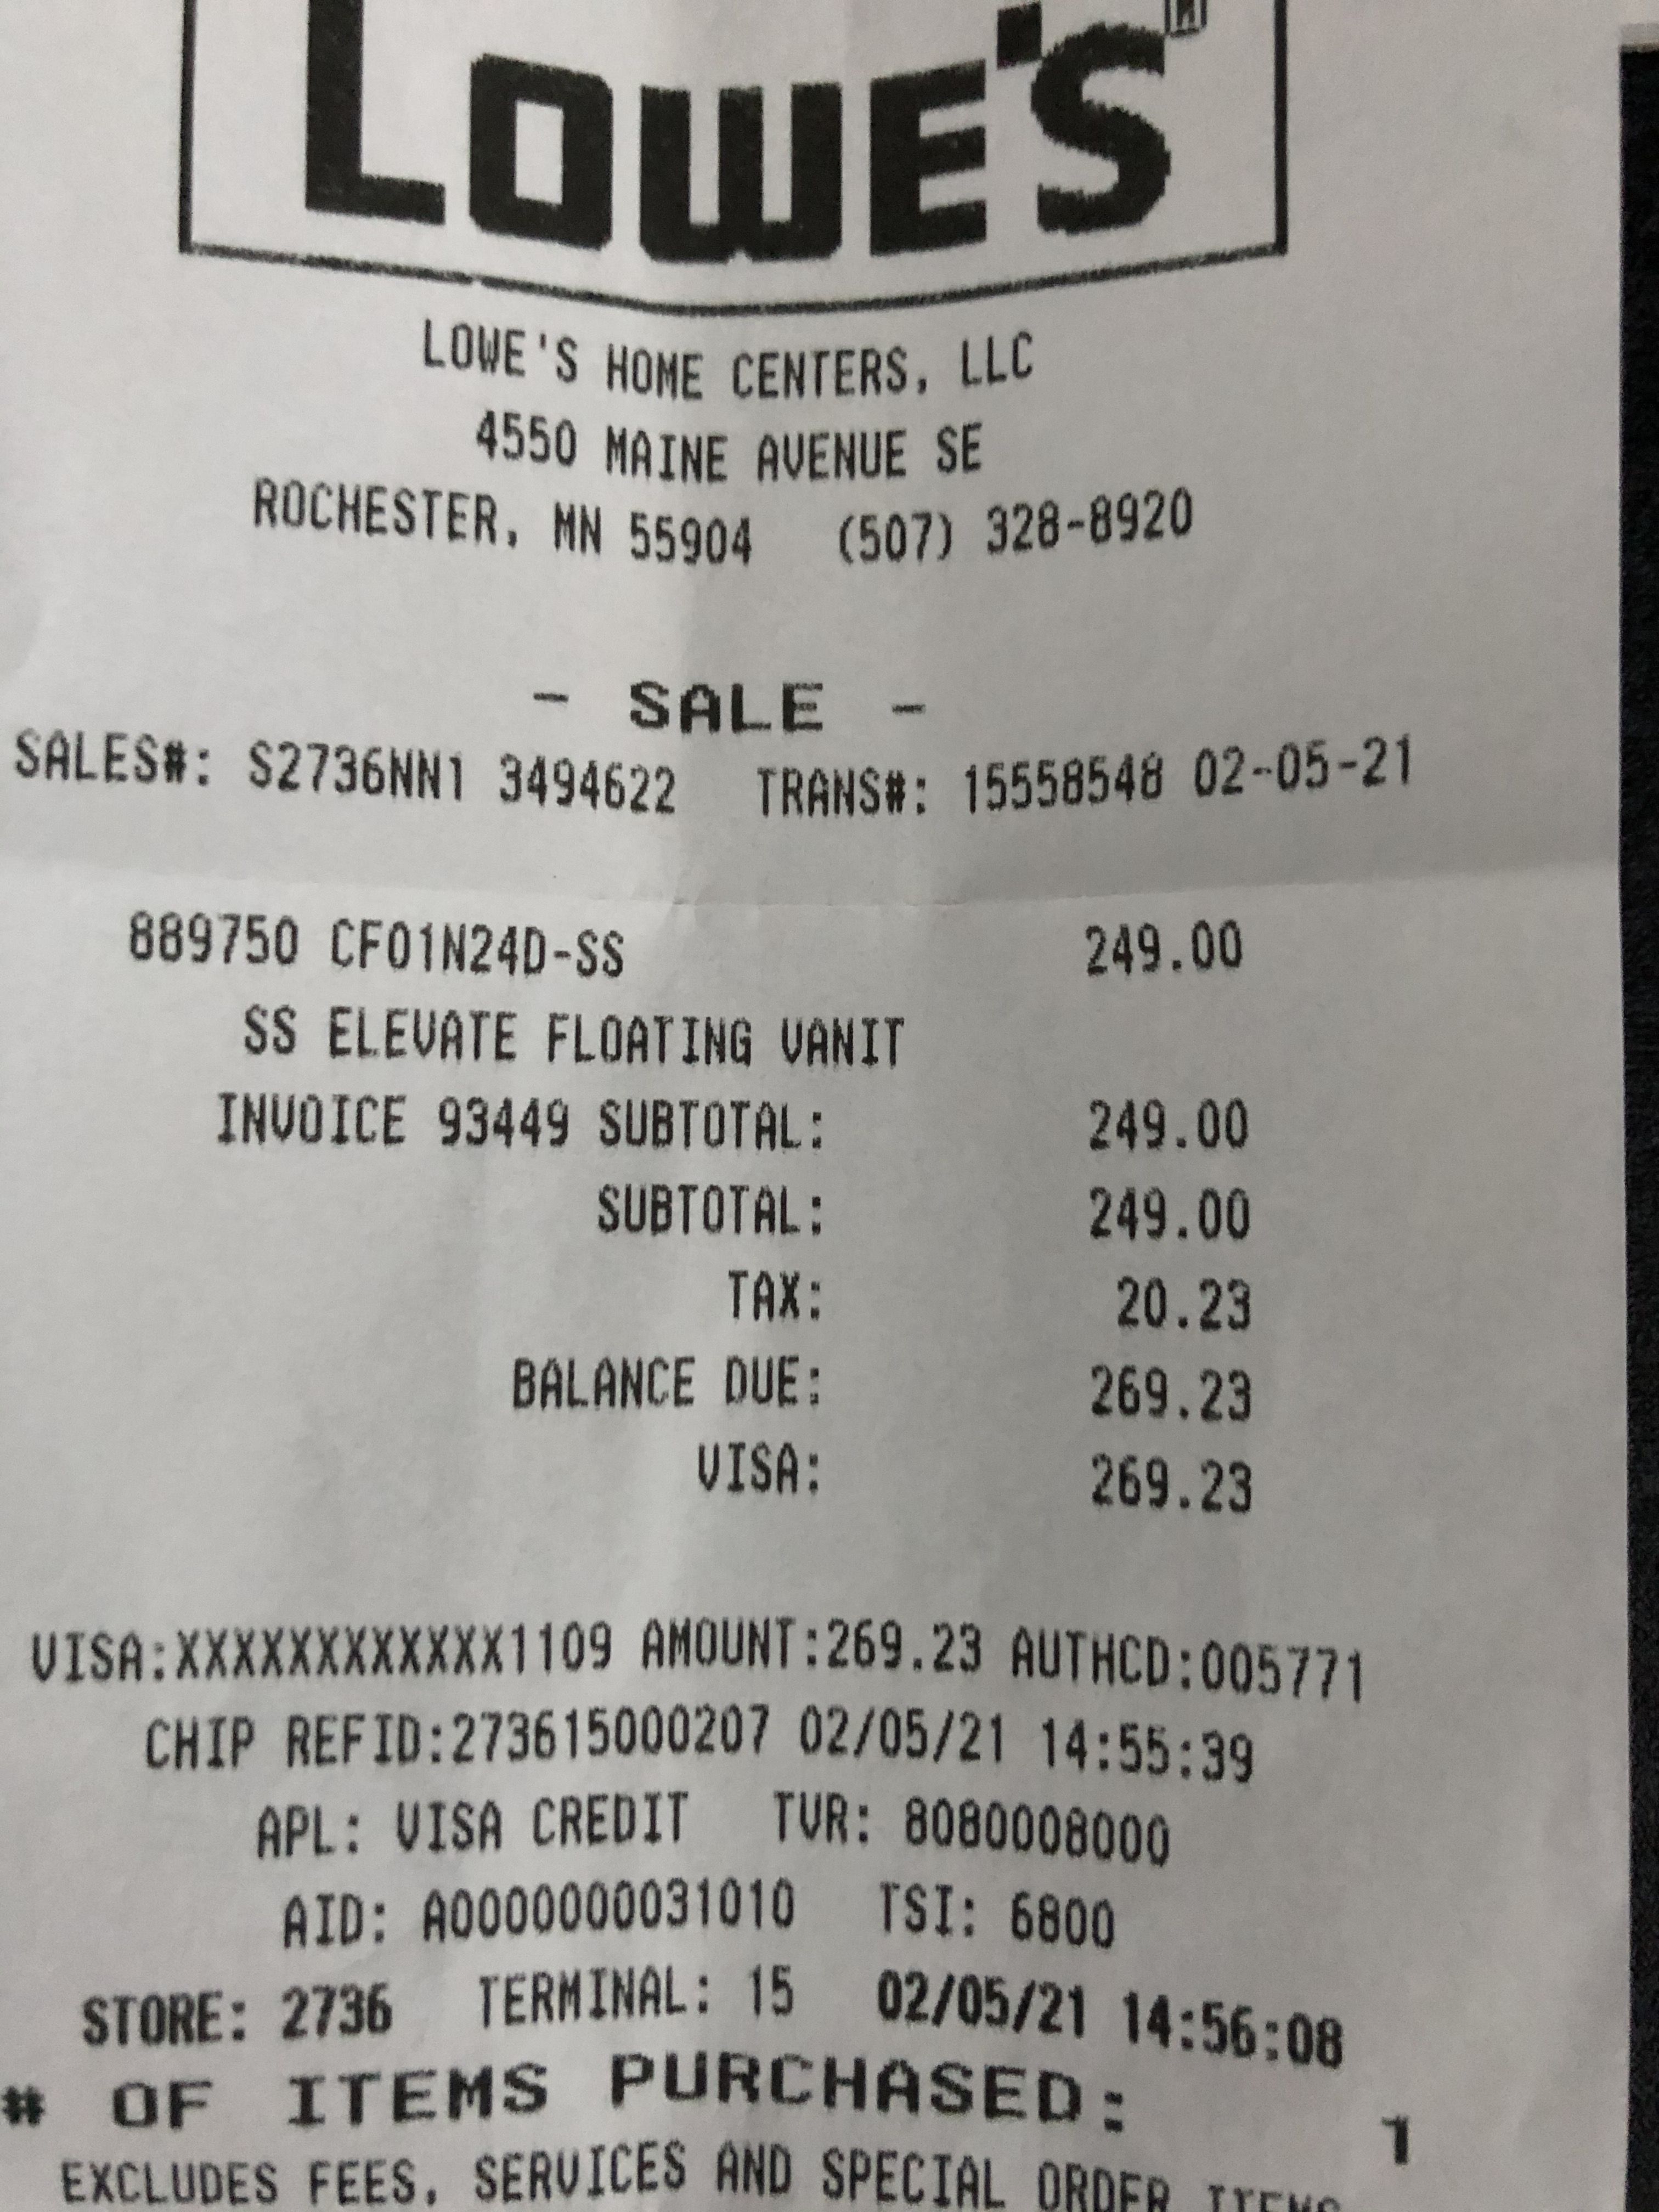 LOWE'S
LOWE'S HOME CENTERS, LLC
4550 MAINE AVENUE SE
ROCHESTER, MN 55904 (507) 328-8920
- SALE -
SALES#: S2736NN1 3494622 TRANS#: 15558548 02-05-21
889750 CF01N24D-SS 249.00
SS ELEVATE FLOATING VANIT
INVOICE 93449 SUBTOTAL: 249.00
SUBTOTAL: 249.00
TAX: 20.23
BALANCE DUE: 269.23
VISA: 269.23
VISA:XXXXXXXXXXXX1109 AMOUNT:269.23 AUTHCD:005771
CHIP REFID:273615000207 02/05/21 14:55:39
APL: VISA CREDIT TVR: 8080008000
AID: A0000000031010 TSI: 6800
STORE: 2736 TERMINAL: 15 02/05/21 14:56:08
# OF ITEMS PURCHASED: 1
EXCLUDES FEES, SERVICES AND SPECIAL ORDER ITEMS